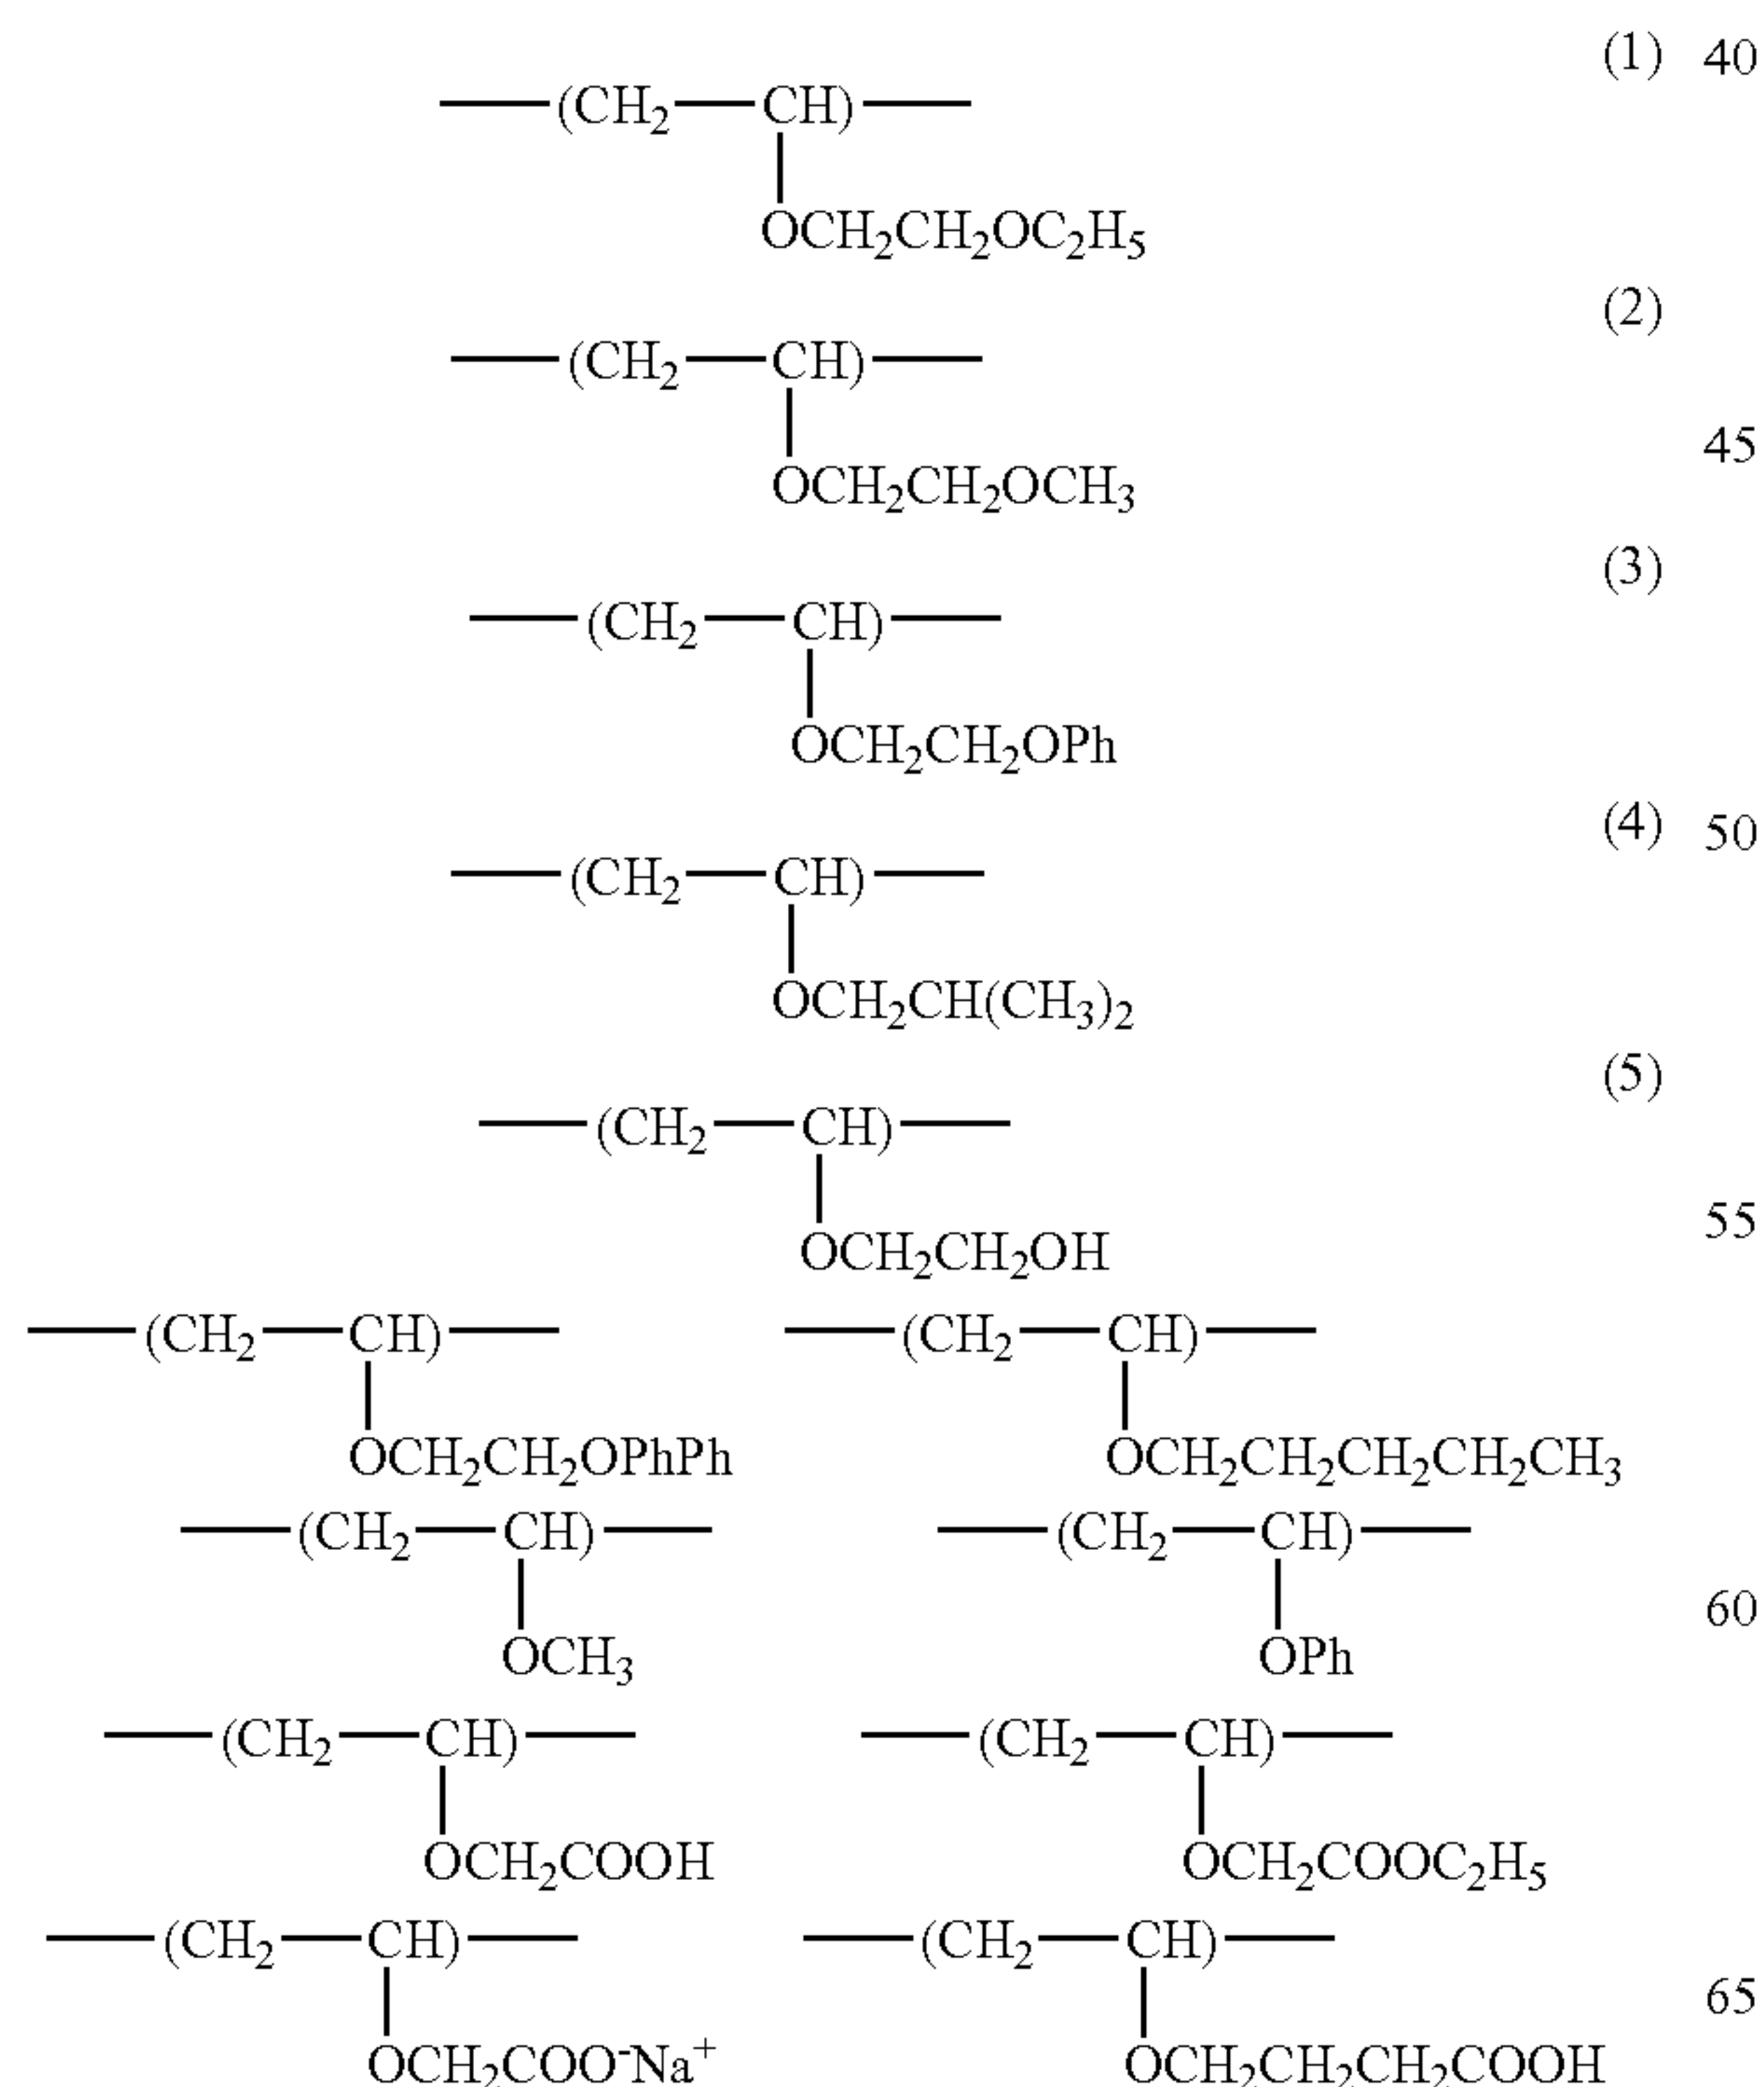 (1) 40
(CH₂ CH)
OCH₂CH₂OC₂H₅
(2)
(CH₂ CH)
45
OCH₂CH₂OCH₃
(3)
(CH₂ CH)
OCH₂CH₂OPh
(4) 50
(CH₂ CH)
OCH₂CH(CH₃)₂
(5)
(CH₂ CH)
55
OCH₂CH₂OH
(CH₂ CH) (CH₂ CH)
OCH₂CH₂OPhPh OCH₂CH₂CH₂CH₂CH₃
(CH₂ CH) (CH₂ CH)
60
OCH₃ OPh
(CH₂ CH) (CH₂ CH)
OCH₂COOH OCH₂COOC₂H₅
(CH₂ CH) (CH₂ CH)
65
OCH₂COO⁻Na⁺ OCH₂CH₂CH₂COOH